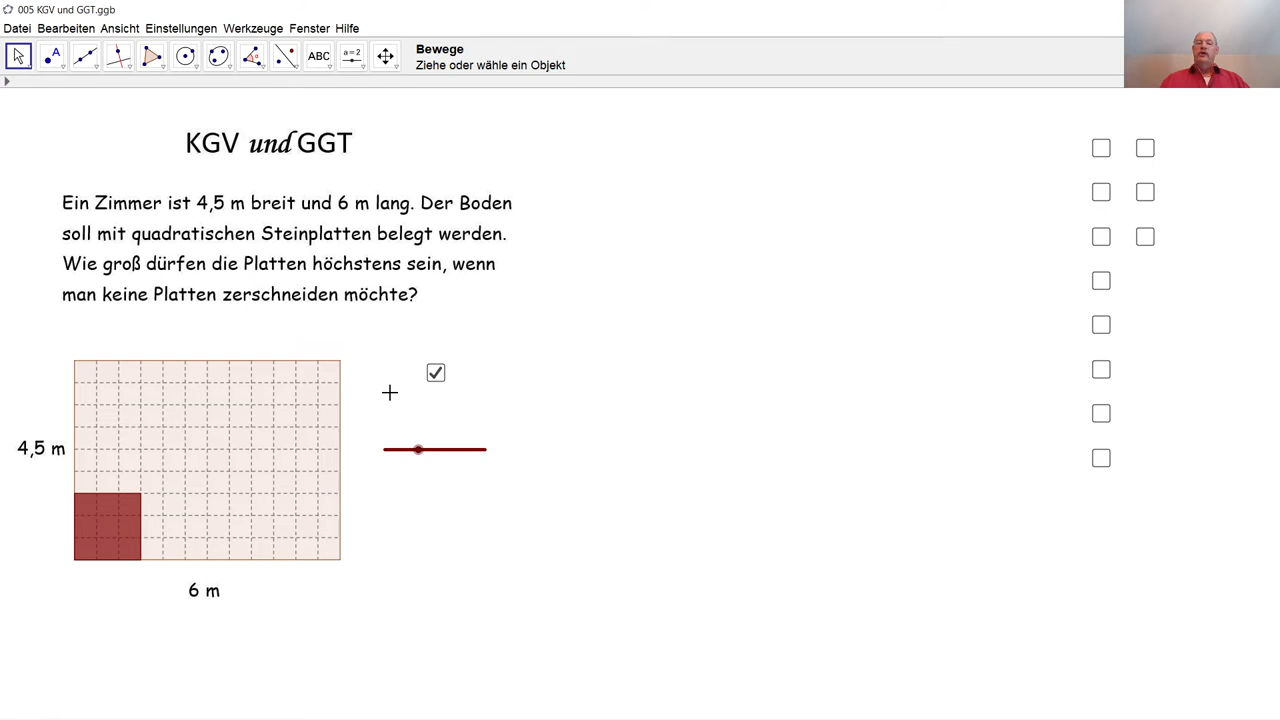 005 KGV und GGT.ggb
Datei Bearbeiten Ansicht Einstellungen Werkzeuge Fenster Hilfe
A
ABC
a=2
Bewege
Ziehe oder wähle ein Objekt
KGV und GGT
Ein Zimmer ist 4,5 m breit und 6 m lang. Der Boden
soll mit quadratischen Steinplatten belegt werden.
Wie groß dürfen die Platten höchstens sein, wenn
man keine Platten zerschneiden möchte?
4,5 m
6 m